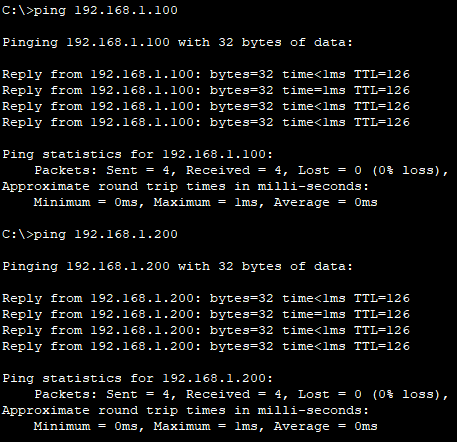 C:\>ping 192.168.1.100
Pinging 192.168.1.100 with 32 bytes of data:
Reply from 192.168.1.100: bytes=32 time<1ms TTL=126
Reply from 192.168.1.100: bytes=32 time=1ms TTL=126
Reply from 192.168.1.100: bytes=32 time<1ms TTL=126
Reply from 192.168.1.100: bytes=32 time<1ms TTL=126
Ping statistics for 192.168.1.100:
    Packets: Sent = 4, Received = 4, Lost = 0 (0% loss),
Approximate round trip times in milli-seconds:
    Minimum = 0ms, Maximum = 1ms, Average = 0ms
C:\>ping 192.168.1.200
Pinging 192.168.1.200 with 32 bytes of data:
Reply from 192.168.1.200: bytes=32 time<1ms TTL=126
Reply from 192.168.1.200: bytes=32 time=1ms TTL=126
Reply from 192.168.1.200: bytes=32 time<1ms TTL=126
Reply from 192.168.1.200: bytes=32 time<1ms TTL=126
Ping statistics for 192.168.1.200:
    Packets: Sent = 4, Received = 4, Lost = 0 (0% loss),
Approximate round trip times in milli-seconds:
    Minimum = 0ms, Maximum = 1ms, Average = 0ms